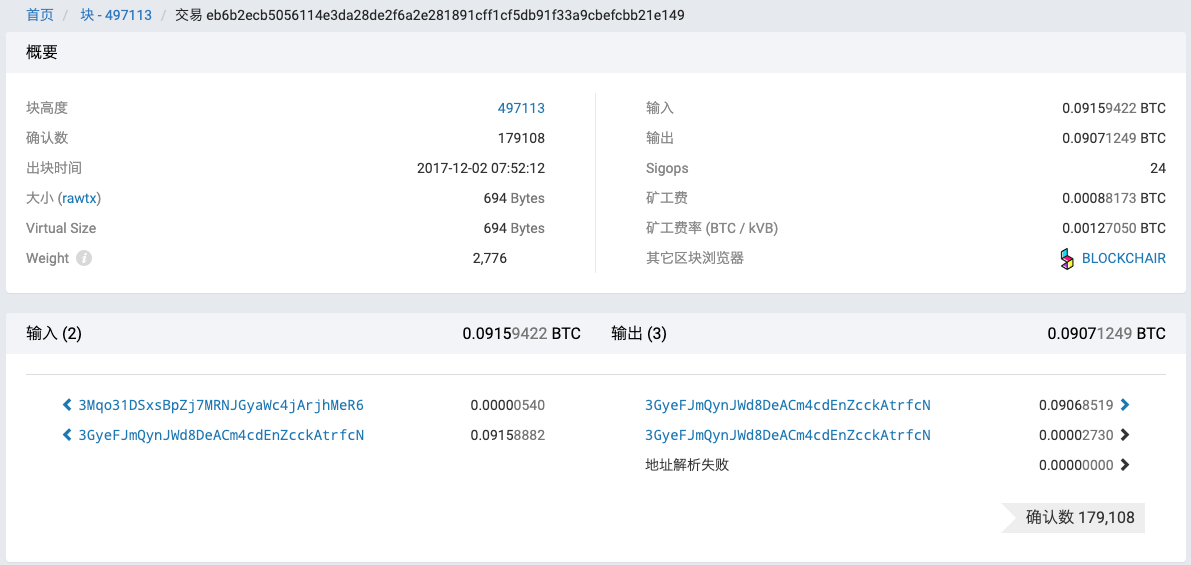 首页 / 块 - 497113 / 交易 eb6b2ecb5056114e3da28de2f6a2e281891cff1cf5db91f33a9cbefcbb21e149
概要
块高度 497113
确认数 179108
出块时间 2017-12-02 07:52:12
大小 (rawtx) 694 Bytes
Virtual Size 694 Bytes
Weight i 2,776
输入 0.09159422 BTC
输出 0.09071249 BTC
Sigops 24
矿工费 0.00088173 BTC
矿工费率 (BTC / kVB) 0.00127050 BTC
其它区块浏览器 BLOCKCHAIR
输入 (2) 0.09159422 BTC
3Mqo31DSxsBpZj7MRNJGyaWc4jArjhMeR6 0.00000540
3GyeFJmQynJWd8DeACm4cdEnZcckAtrfcN 0.09158882
输出 (3) 0.09071249 BTC
3GyeFJmQynJWd8DeACm4cdEnZcckAtrfcN 0.09068519
3GyeFJmQynJWd8DeACm4cdEnZcckAtrfcN 0.00002730
地址解析失败 0.00000000
确认数 179,108